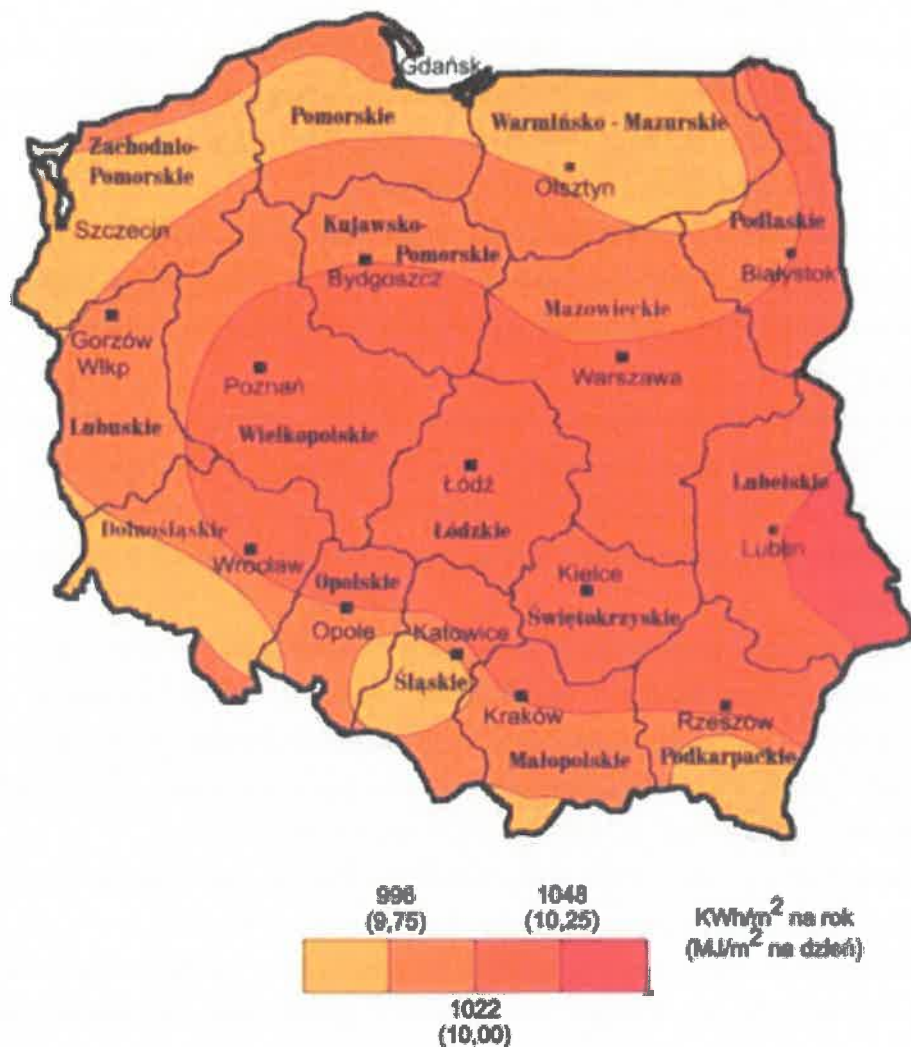 Gdańsk
Pomorskie
Warmińsko - Mazurskie
Zachodnio-
Pomorskie
Olsztyn
Szczecin
Kujawsko-
Pomorskie
Podlaskie
Bydgoszcz
Białystok
Mazowieckie
Gorzów
Wlkp
Poznań
Warszawa
Lubuskie
Wielkopolskie
Łódź
Lubelskie
Dolnośląskie
Łódzkie
Lublin
Wrocław
Opolskie
Kielce
Świętokrzyskie
Opole
Katowice
Śląskie
Kraków
Rzeszów
Małopolskie
Podkarpackie
996 1048
(9,75) (10,25)
KWh/m² na rok
(MJ/m² na dzień)
1022
(10,00)